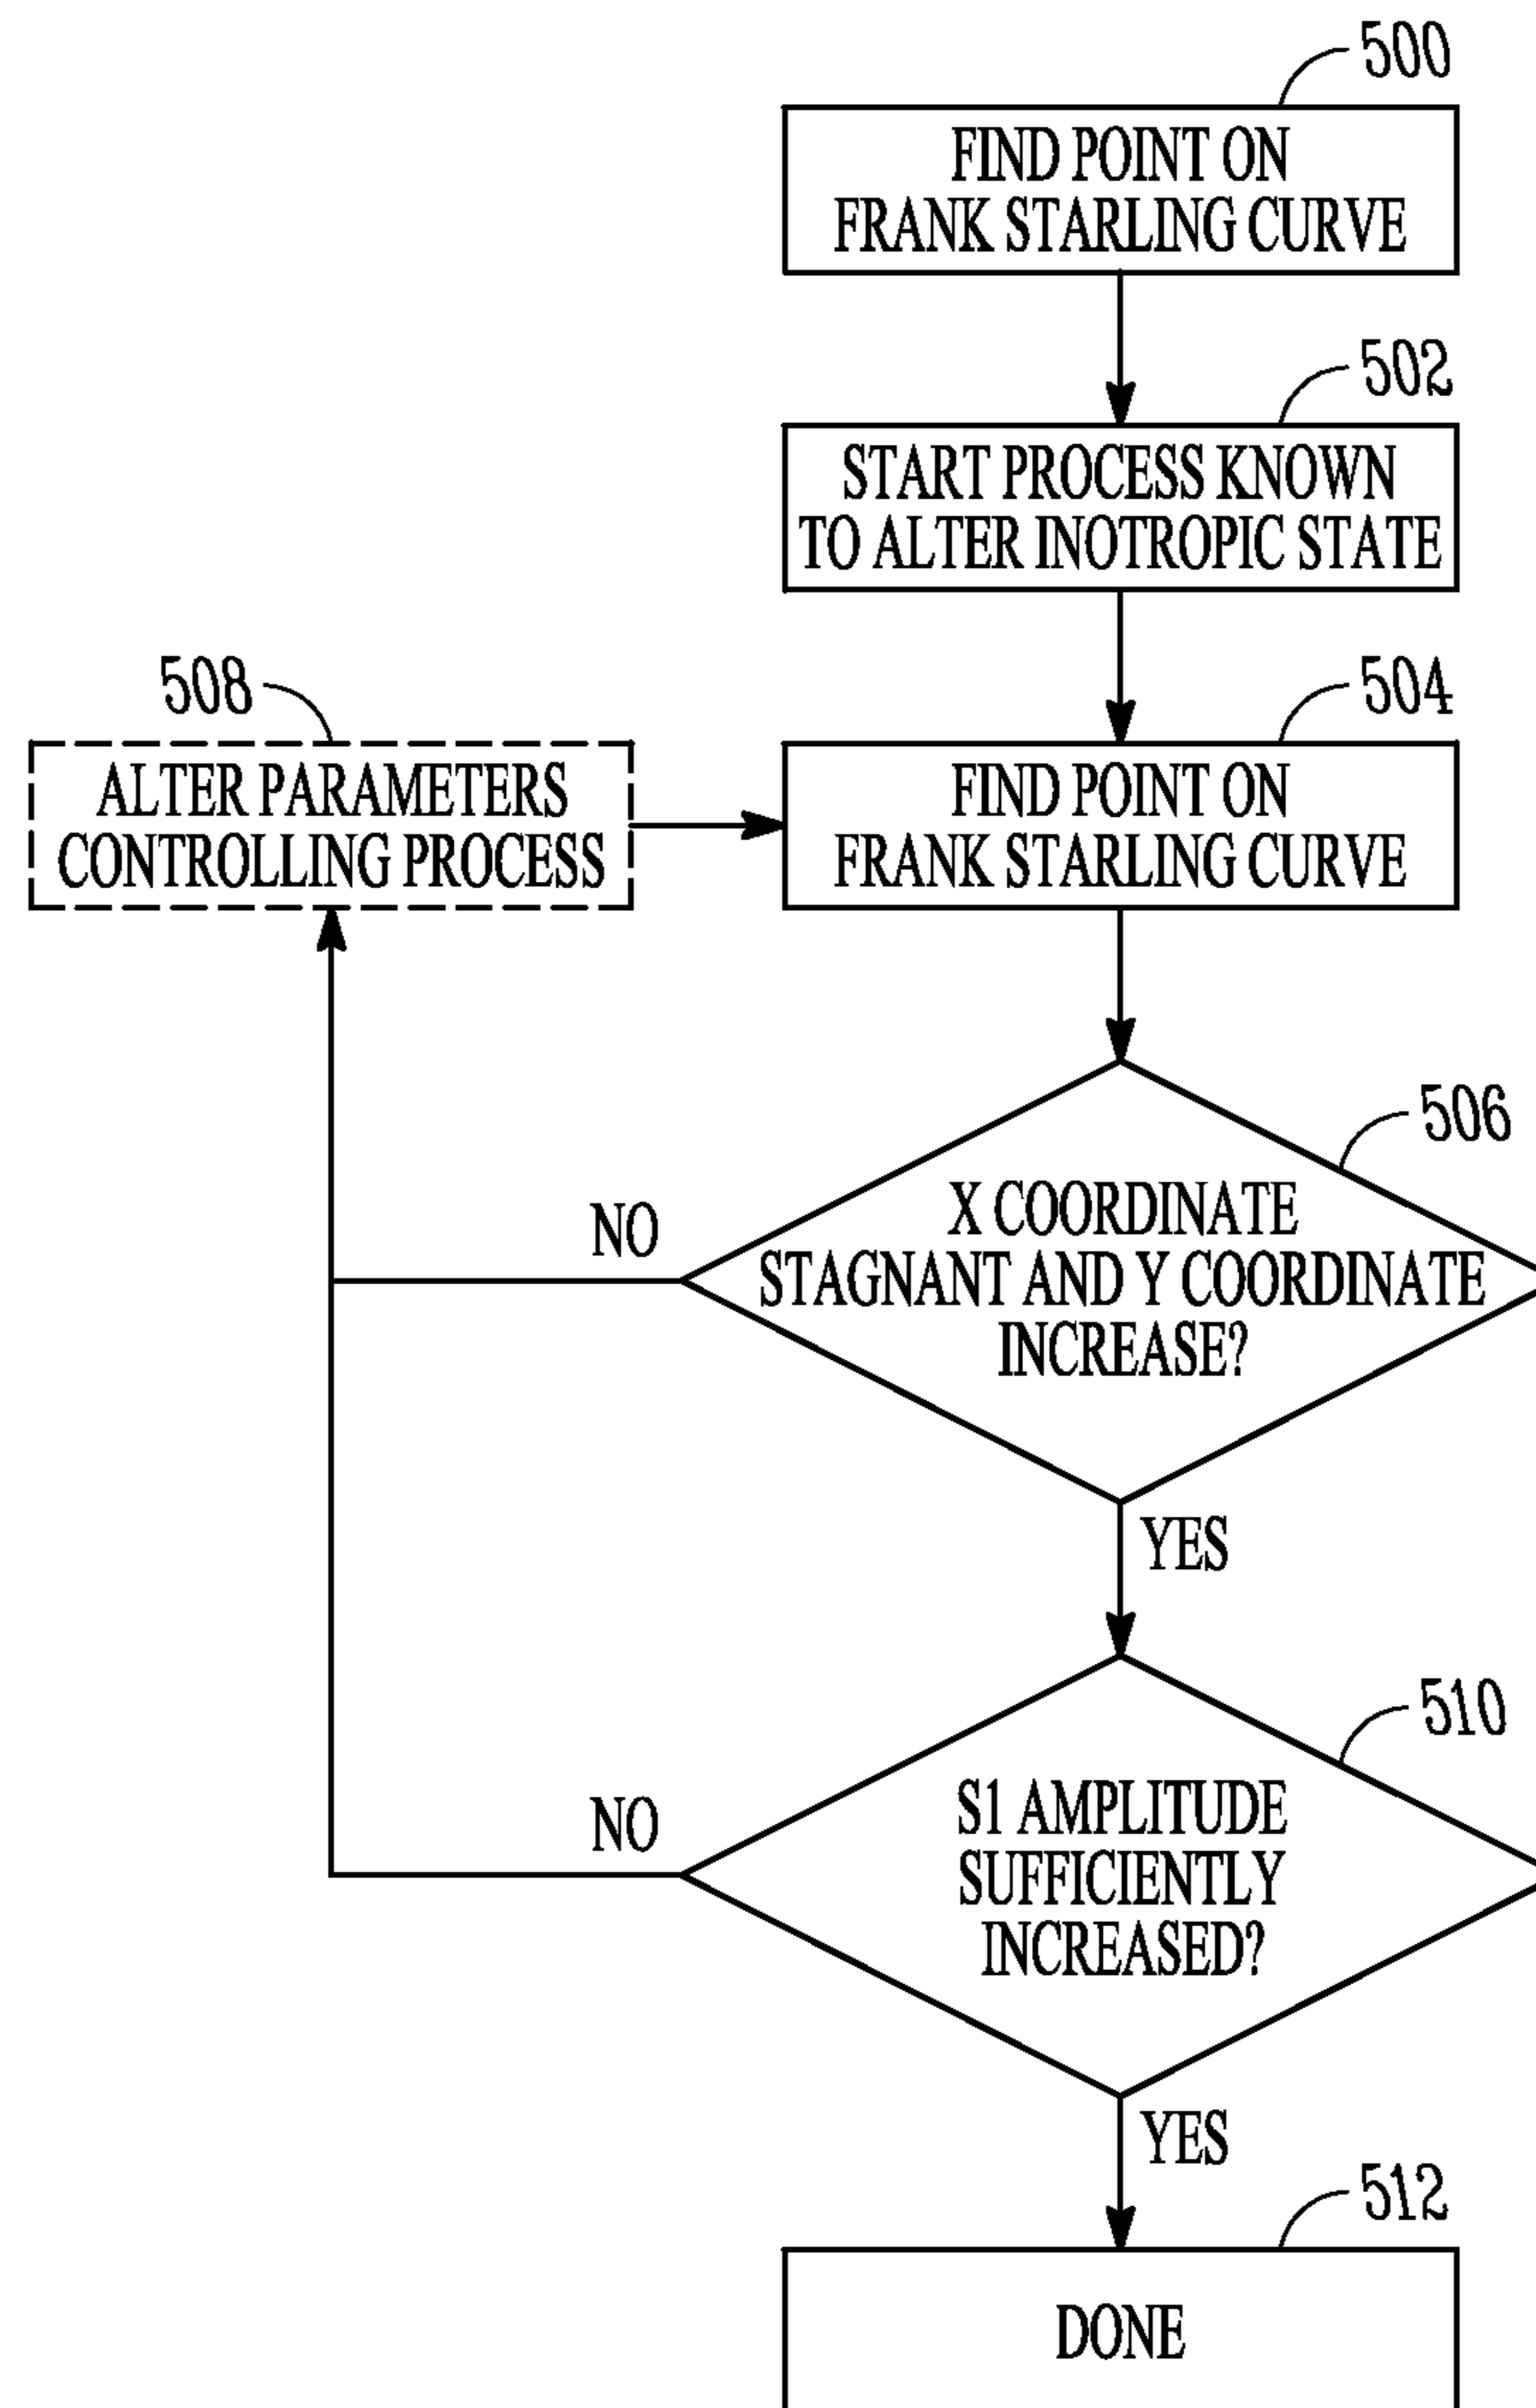 500
FIND POINT ON
FRANK STARLING CURVE
502
START PROCESS KNOWN
TO ALTER INOTROPIC STATE
508
ALTER PARAMETERS
CONTROLLING PROCESS
504
FIND POINT ON
FRANK STARLING CURVE
506
X COORDINATE
STAGNANT AND Y COORDINATE
INCREASE?
NO
YES
510
S1 AMPLITUDE
SUFFICIENTLY
INCREASED?
NO
YES
512
DONE